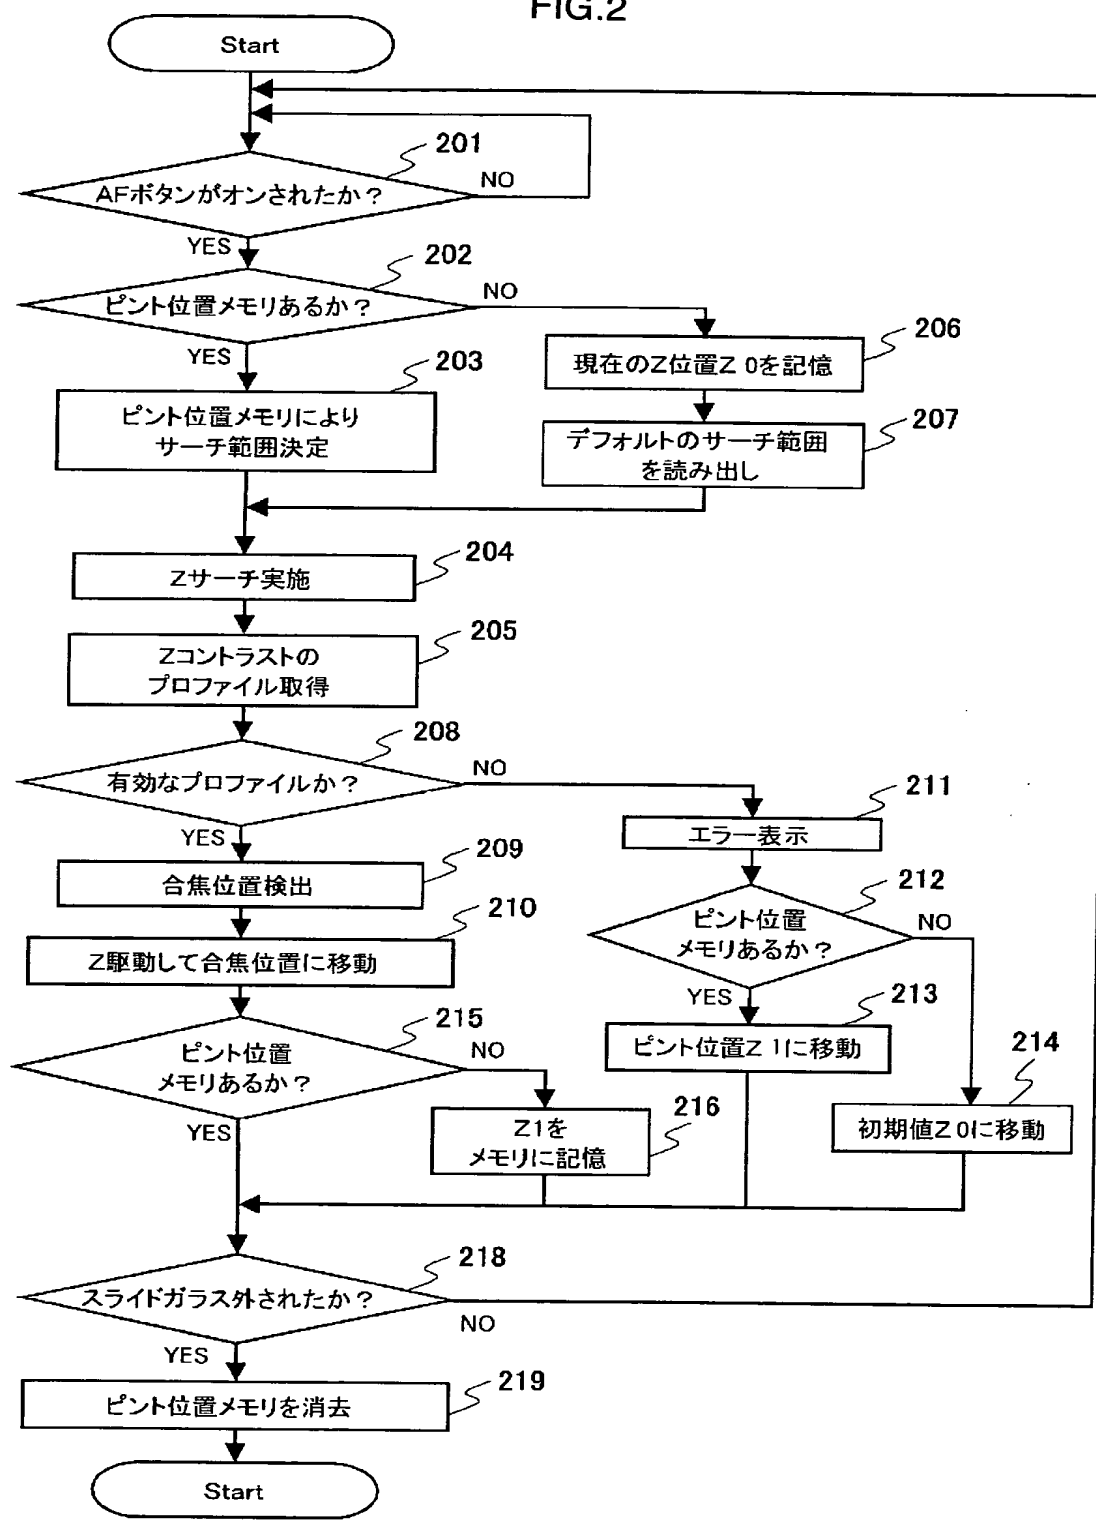 FIG.2
Start
201
AFボタンがオンされたか？
NO
YES
202
ピント位置メモリあるか？
NO
YES
206
現在のZ位置Z0を記憶
203
ピント位置メモリにより
サーチ範囲決定
207
デフォルトのサーチ範囲
を読み出し
204
Zサーチ実施
205
Zコントラストの
プロファイル取得
208
有効なプロファイルか？
NO
YES
211
エラー表示
209
合焦位置検出
212
ピント位置
メモリあるか？
NO
YES
210
Z駆動して合焦位置に移動
213
ピント位置Z1に移動
215
ピント位置
メモリあるか？
NO
YES
214
初期値Z0に移動
216
Z1を
メモリに記憶
218
スライドガラス外されたか？
NO
YES
219
ピント位置メモリを消去
Start